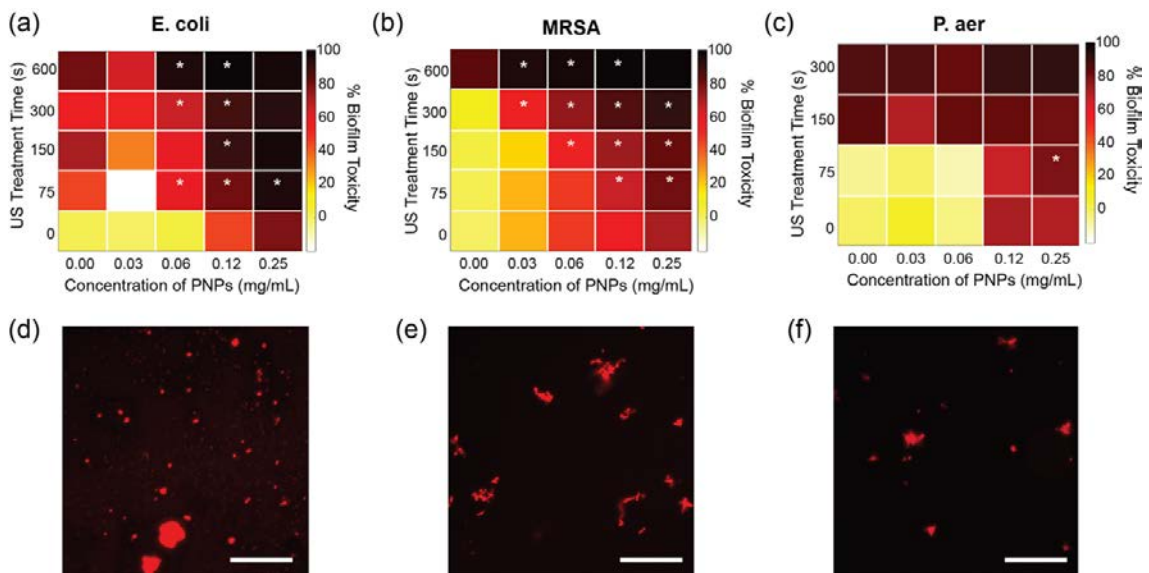 (a)
E. coli
US Treatment Time (s)
600
300
150
75
0
* *
* *
*
* * *
0.00 0.03 0.06 0.12 0.25
Concentration of PNPs (mg/mL)
100
80
60
40
20
0
% Biofilm Toxicity
(b)
MRSA
US Treatment Time (s)
600
300
150
75
0
* * *
* * * *
* * *
* *
0.00 0.03 0.06 0.12 0.25
Concentration of PNPs (mg/mL)
100
80
60
40
20
0
% Biofilm Toxicity
(c)
P. aer
US Treatment Time (s)
300
150
75
0
*
0.00 0.03 0.06 0.12 0.25
Concentration of PNPs (mg/mL)
100
80
60
40
20
0
% Biofilm Toxicity
(d)
(e)
(f)